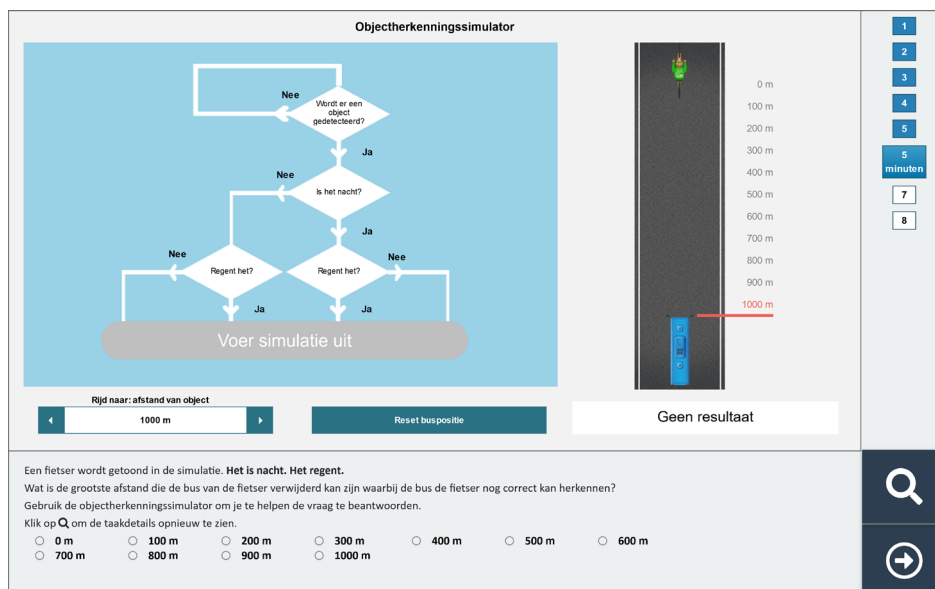 Objectherkenningssimulator
Nee
Wordt er een
object
gedetecteerd?
Ja
Nee
Is het nacht?
Ja
Nee
Regent het?
Regent het?
Nee
Ja
Ja
Voer simulatie uit
0 m
100 m
200 m
300 m
400 m
500 m
600 m
700 m
800 m
900 m
1000 m
Rijd naar: afstand van object
1000 m
Reset buspositie
Geen resultaat
1
2
3
4
5
5
minuten
7
8
Een fietser wordt getoond in de simulatie. Het is nacht. Het regent.
Wat is de grootste afstand die de bus van de fietser verwijderd kan zijn waarbij de bus de fietser nog correct kan herkennen?
Gebruik de objectherkenningssimulator om je te helpen de vraag te beantwoorden.
Klik op om de taakdetails opnieuw te zien.
0 m 100 m 200 m 300 m 400 m 500 m 600 m
700 m 800 m 900 m 1000 m